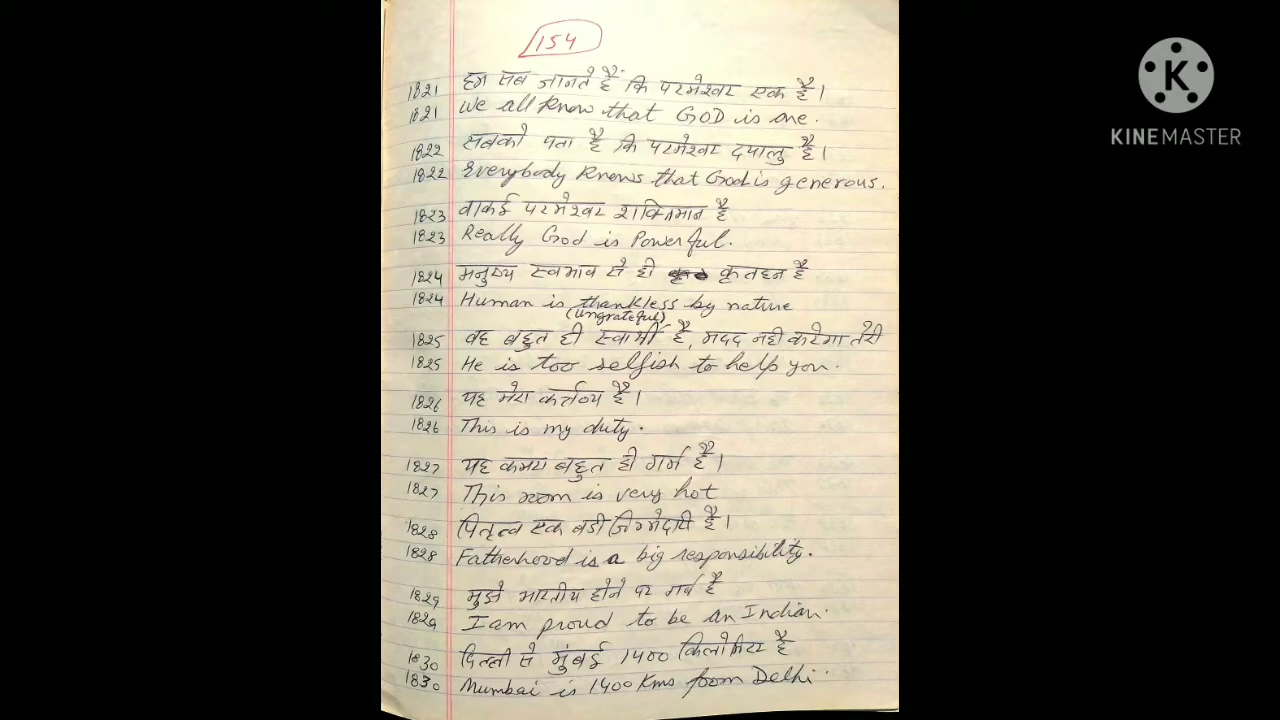 154
1821 हम सब जानते हैं कि परमेश्वर एक है।
1821 We all know that GOD is one.
1822 सबको पता है कि परमेश्वर दयालु है।
1822 Everybody knows that God is generous.
1823 वाकई परमेश्वर शक्तिमान है
1823 Really God is Powerful.
1824 मनुष्य स्वभाव से ही कृतघ्न है
1824 Human is thankless by nature
(ungrateful)
1825 वह बहुत ही स्वार्थी है, मदद नही करेगा तेरी
1825 He is too selfish to help you.
1826 यह मेरा कर्त्तव्य है।
1826 This is my duty.
1827 यह कमरा बहुत ही गर्म है।
1827 This room is very hot
1828 पितृत्व एक बडी जिम्मेदारी है।
1828 Fatherhood is a big responsibility.
1829 मुझे भारतीय होने पर गर्व है
1829 I am proud to be an Indian.
1830 दिल्ली से मुंबई 1400 किलोमिटर है
1830 Mumbai is 1400 Kms from Delhi.
K
KINEMASTER